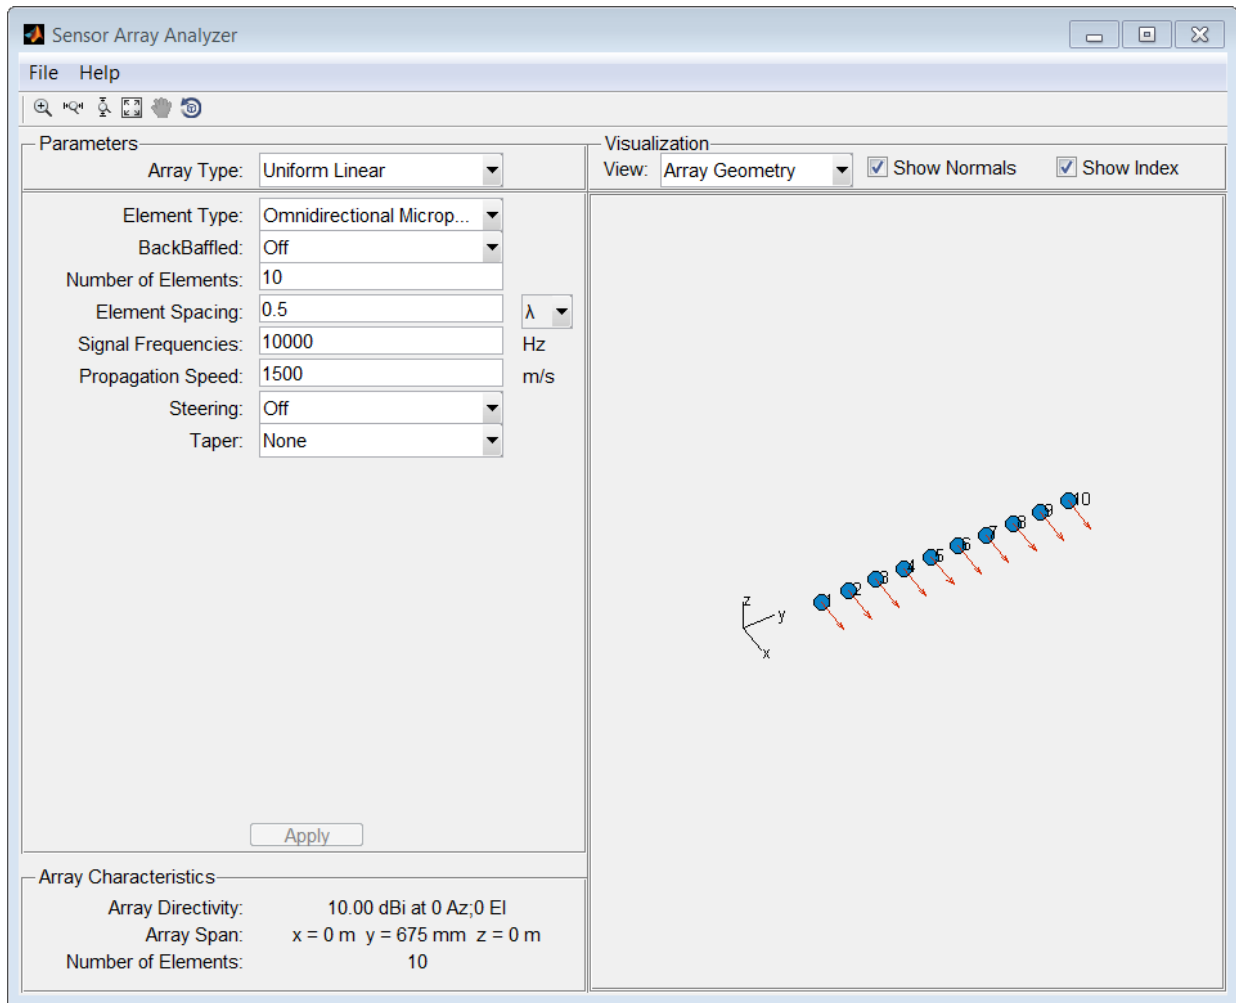 Sensor Array Analyzer
File Help
Parameters
Array Type: Uniform Linear
Visualization
View: Array Geometry Show Normals Show Index
Element Type: Omnidirectional Microp...
BackBaffled: Off
Number of Elements: 10
Element Spacing: 0.5 λ
Signal Frequencies: 10000 Hz
Propagation Speed: 1500 m/s
Steering: Off
Taper: None
10
9
8
7
6
5
4
3
2
1
z
y
x
Apply
Array Characteristics
Array Directivity: 10.00 dBi at 0 Az;0 El
Array Span: x = 0 m y = 675 mm z = 0 m
Number of Elements: 10